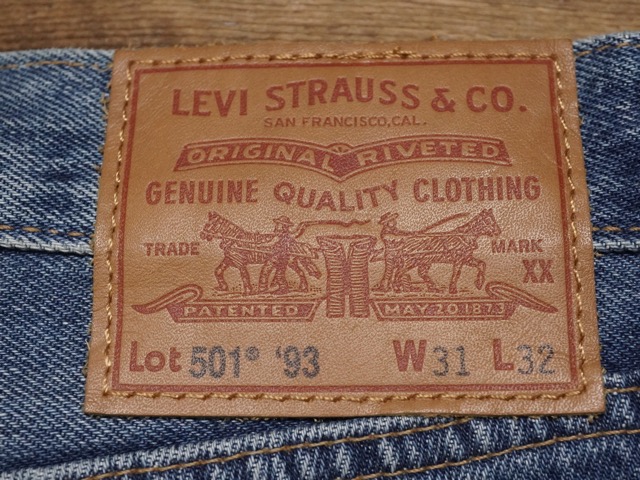 LEVI STRAUSS & CO.
SAN FRANCISCO, CAL.
ORIGINAL RIVETED
GENUINE QUALITY CLOTHING
TRADE MARK
XX
PATENTED MAY 20 1873
Lot 501® '93 W31 L32